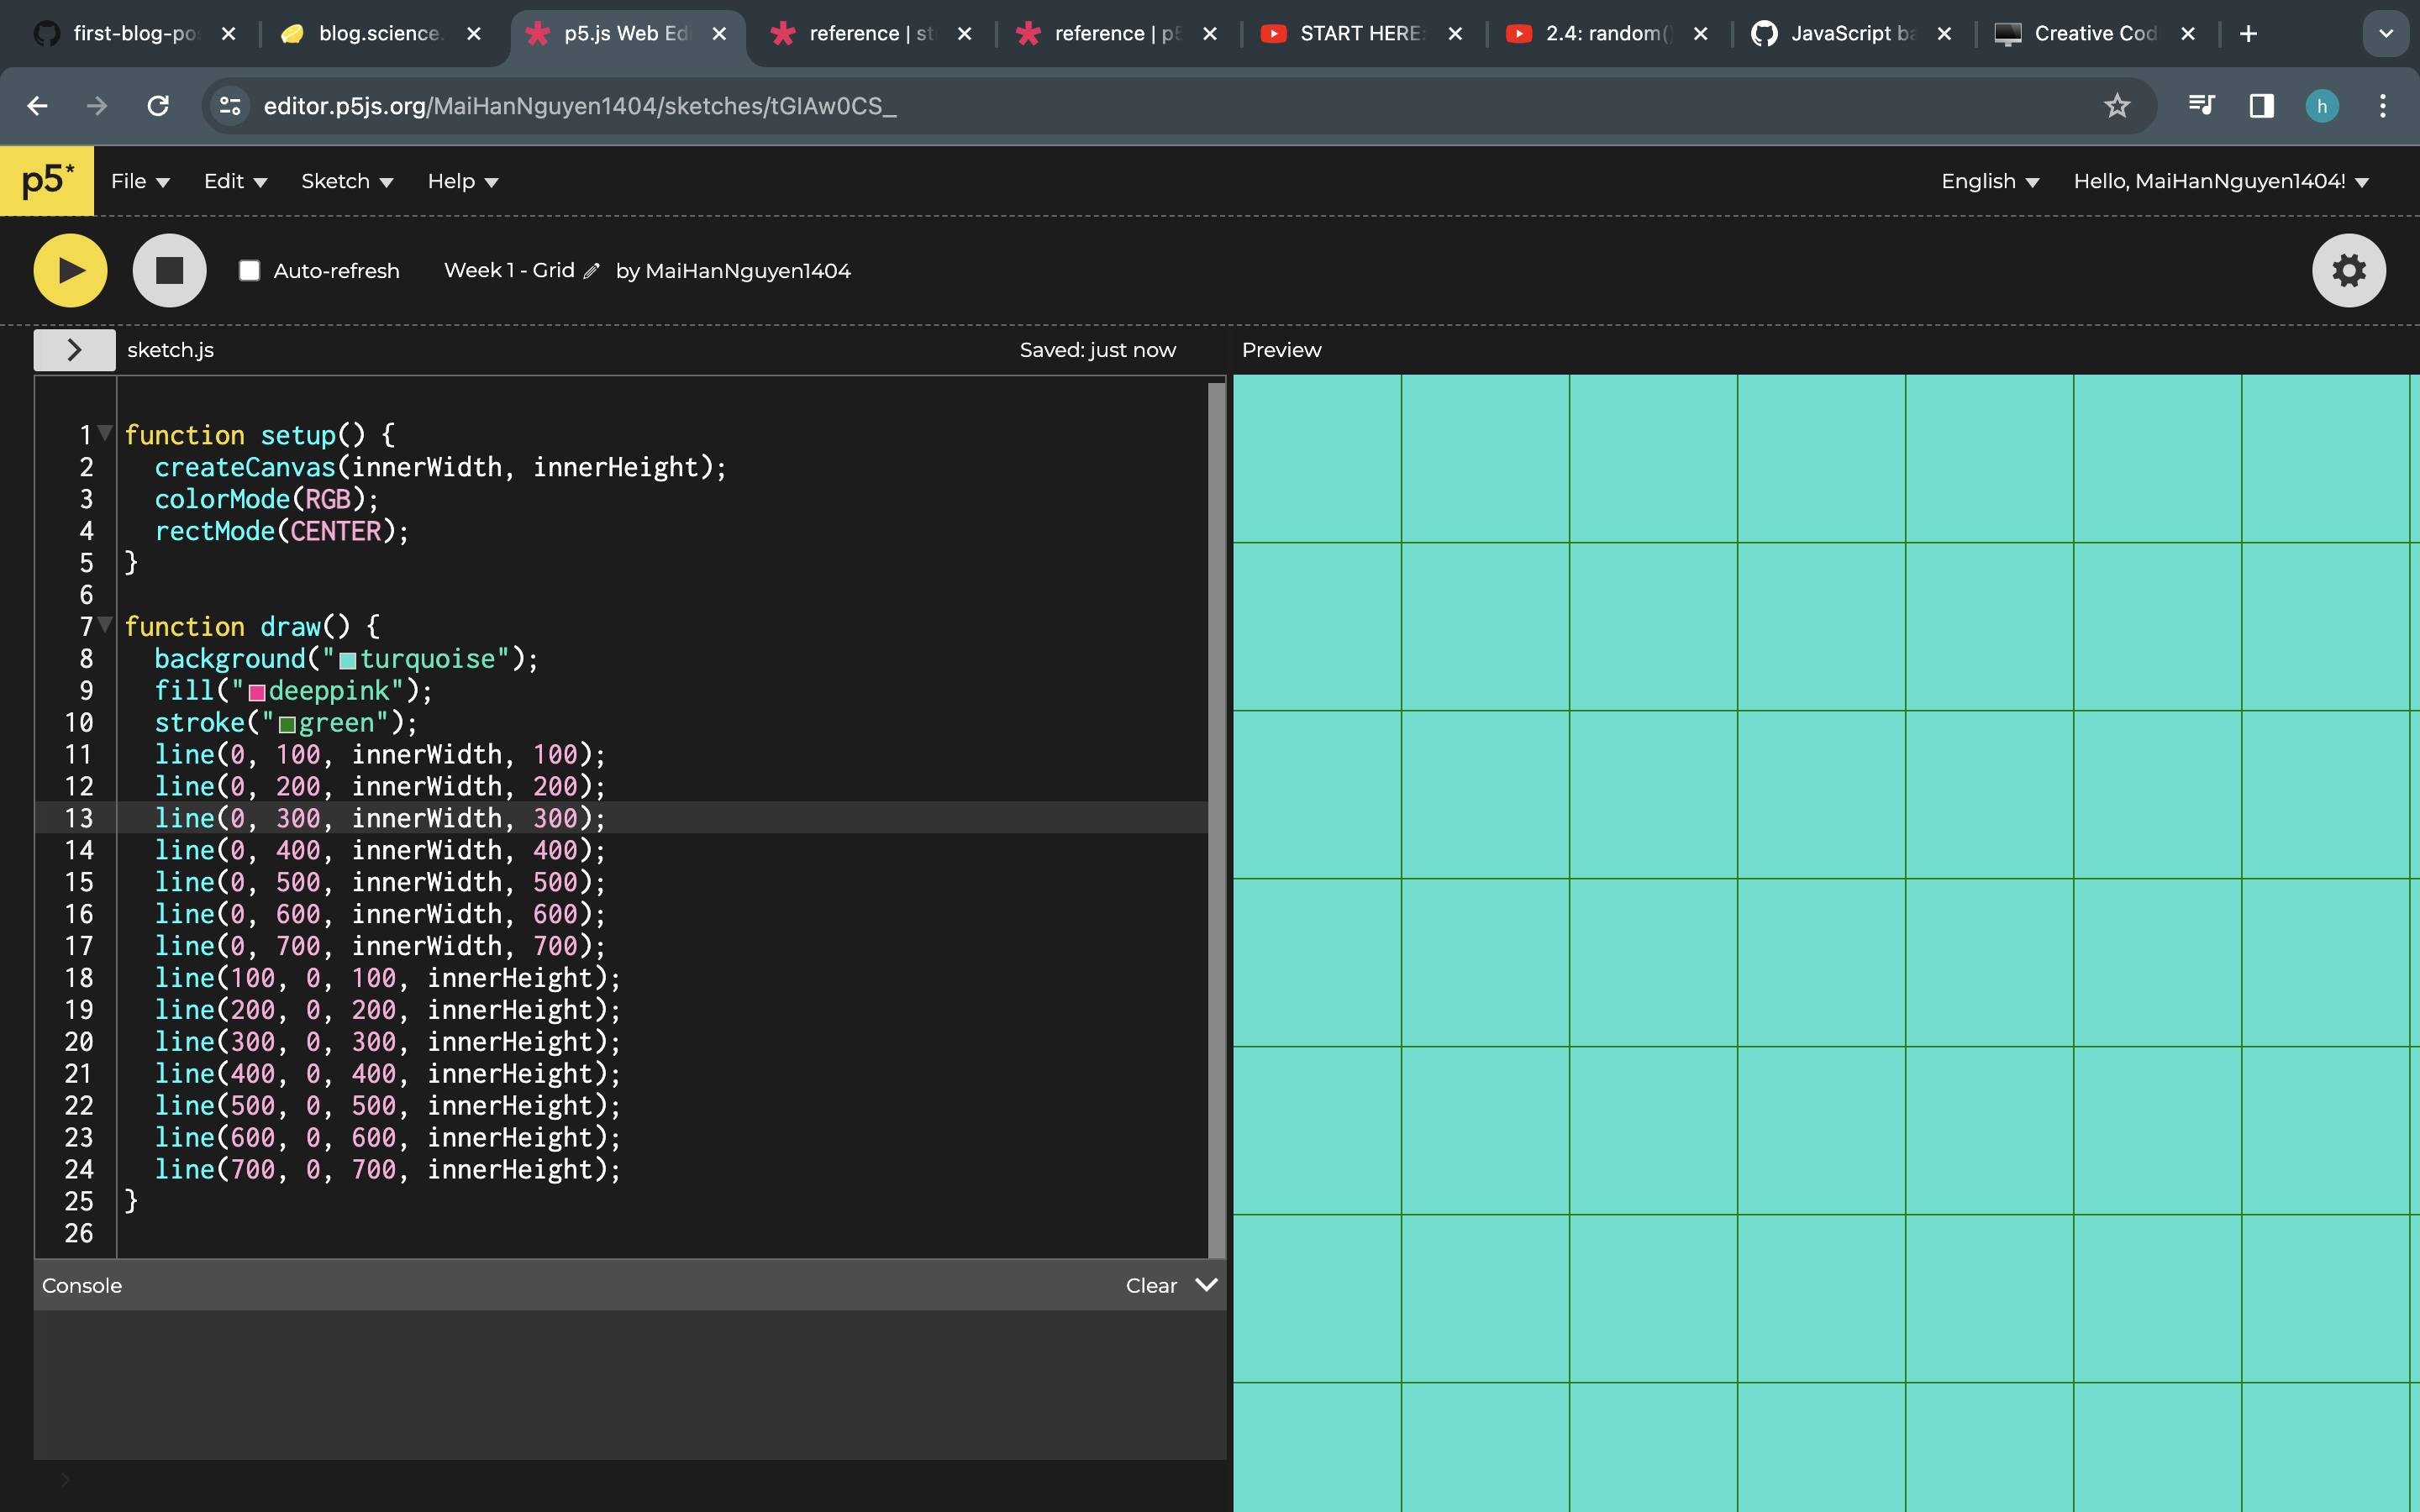 first-blog-po
blog.science.
p5.js Web Ed
reference | st
reference | p5
START HERE:
2.4: random()
JavaScript ba
Creative Cod
editor.p5js.org/MaiHanNguyen1404/sketches/tGIAw0CS_
h
p5*
File
Edit
Sketch
Help
English
Hello, MaiHanNguyen1404!
Auto-refresh
Week 1 - Grid
by MaiHanNguyen1404
sketch.js
Saved: just now
Preview
1 function setup() {
2 createCanvas(innerWidth, innerHeight);
3 colorMode(RGB);
4 rectMode(CENTER);
5 }
6
7 function draw() {
8 background("turquoise");
9 fill("deeppink");
10 stroke("green");
11 line(0, 100, innerWidth, 100);
12 line(0, 200, innerWidth, 200);
13 line(0, 300, innerWidth, 300);
14 line(0, 400, innerWidth, 400);
15 line(0, 500, innerWidth, 500);
16 line(0, 600, innerWidth, 600);
17 line(0, 700, innerWidth, 700);
18 line(100, 0, 100, innerHeight);
19 line(200, 0, 200, innerHeight);
20 line(300, 0, 300, innerHeight);
21 line(400, 0, 400, innerHeight);
22 line(500, 0, 500, innerHeight);
23 line(600, 0, 600, innerHeight);
24 line(700, 0, 700, innerHeight);
25 }
26
Console
Clear